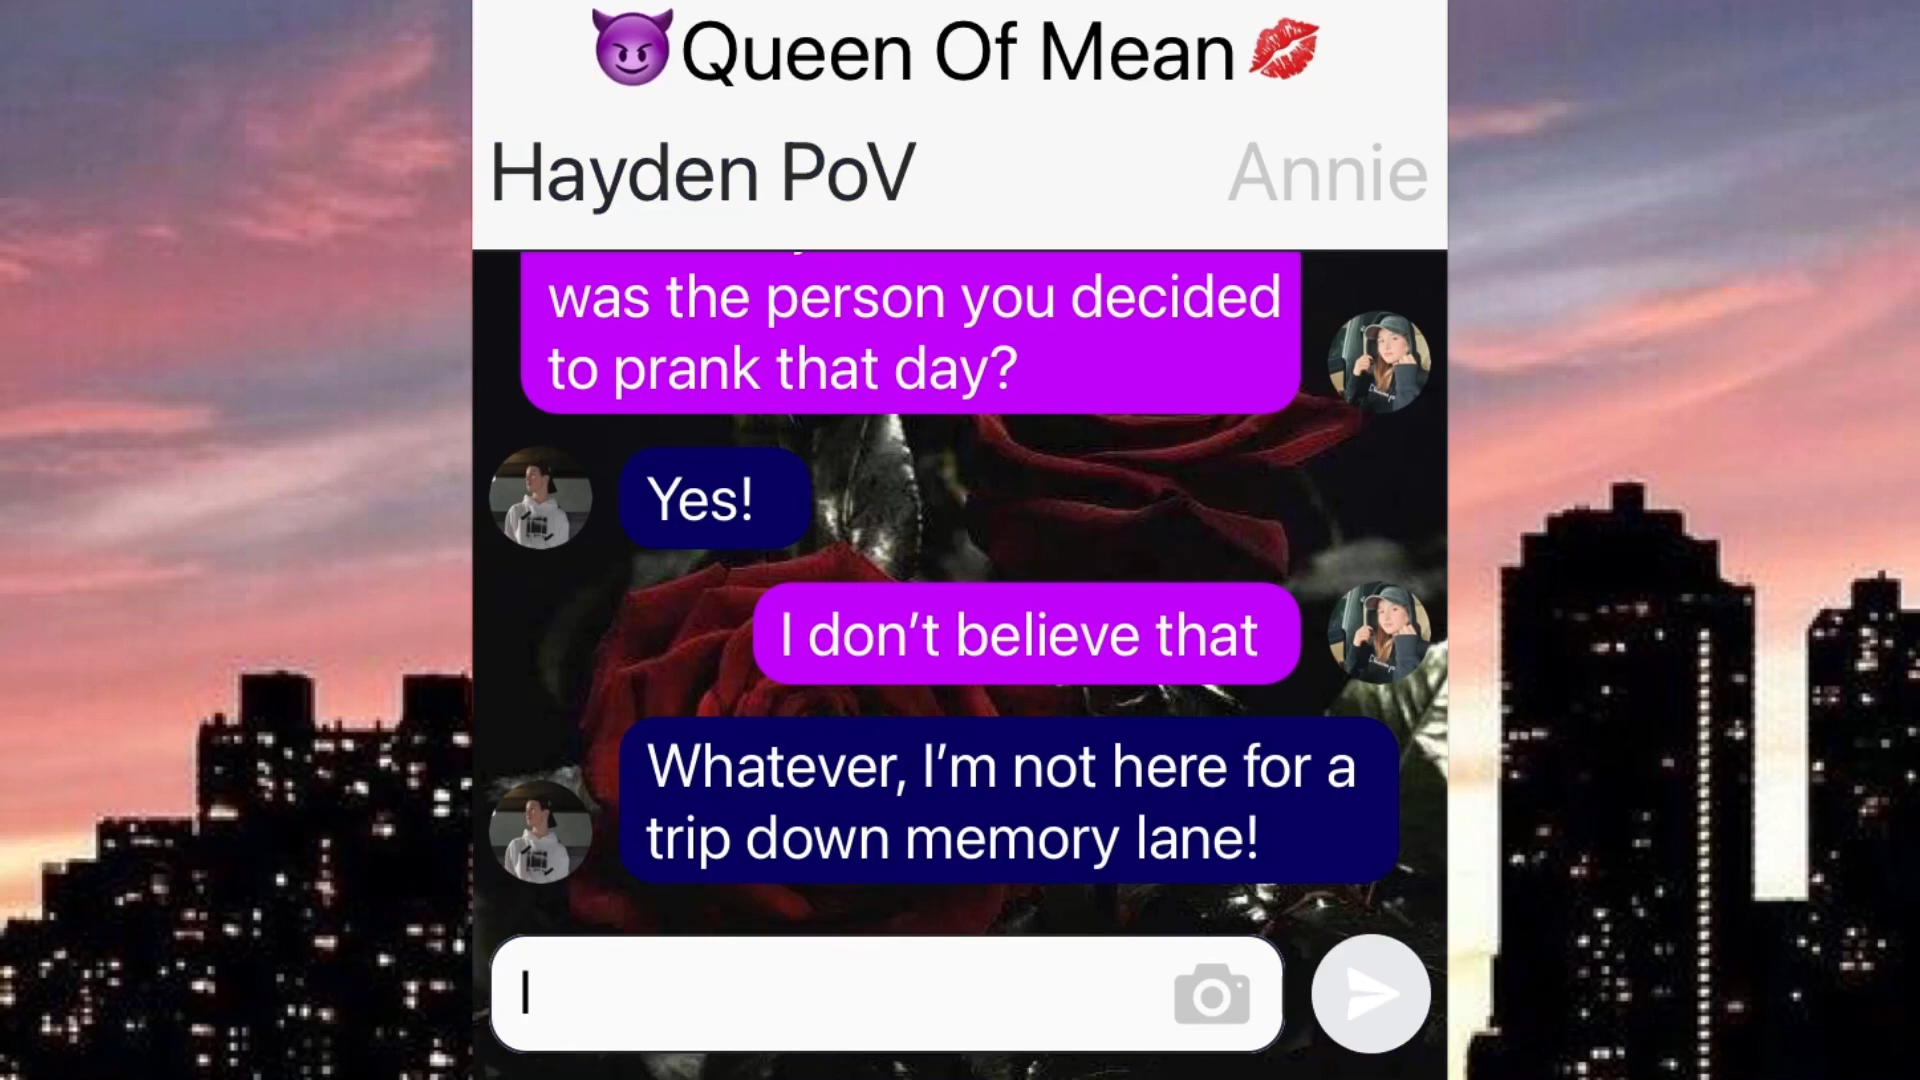 😈Queen Of Mean💋
Hayden PoV
Annie
was the person you decided
to prank that day?
Yes!
I don’t believe that
Whatever, I’m not here for a
trip down memory lane!